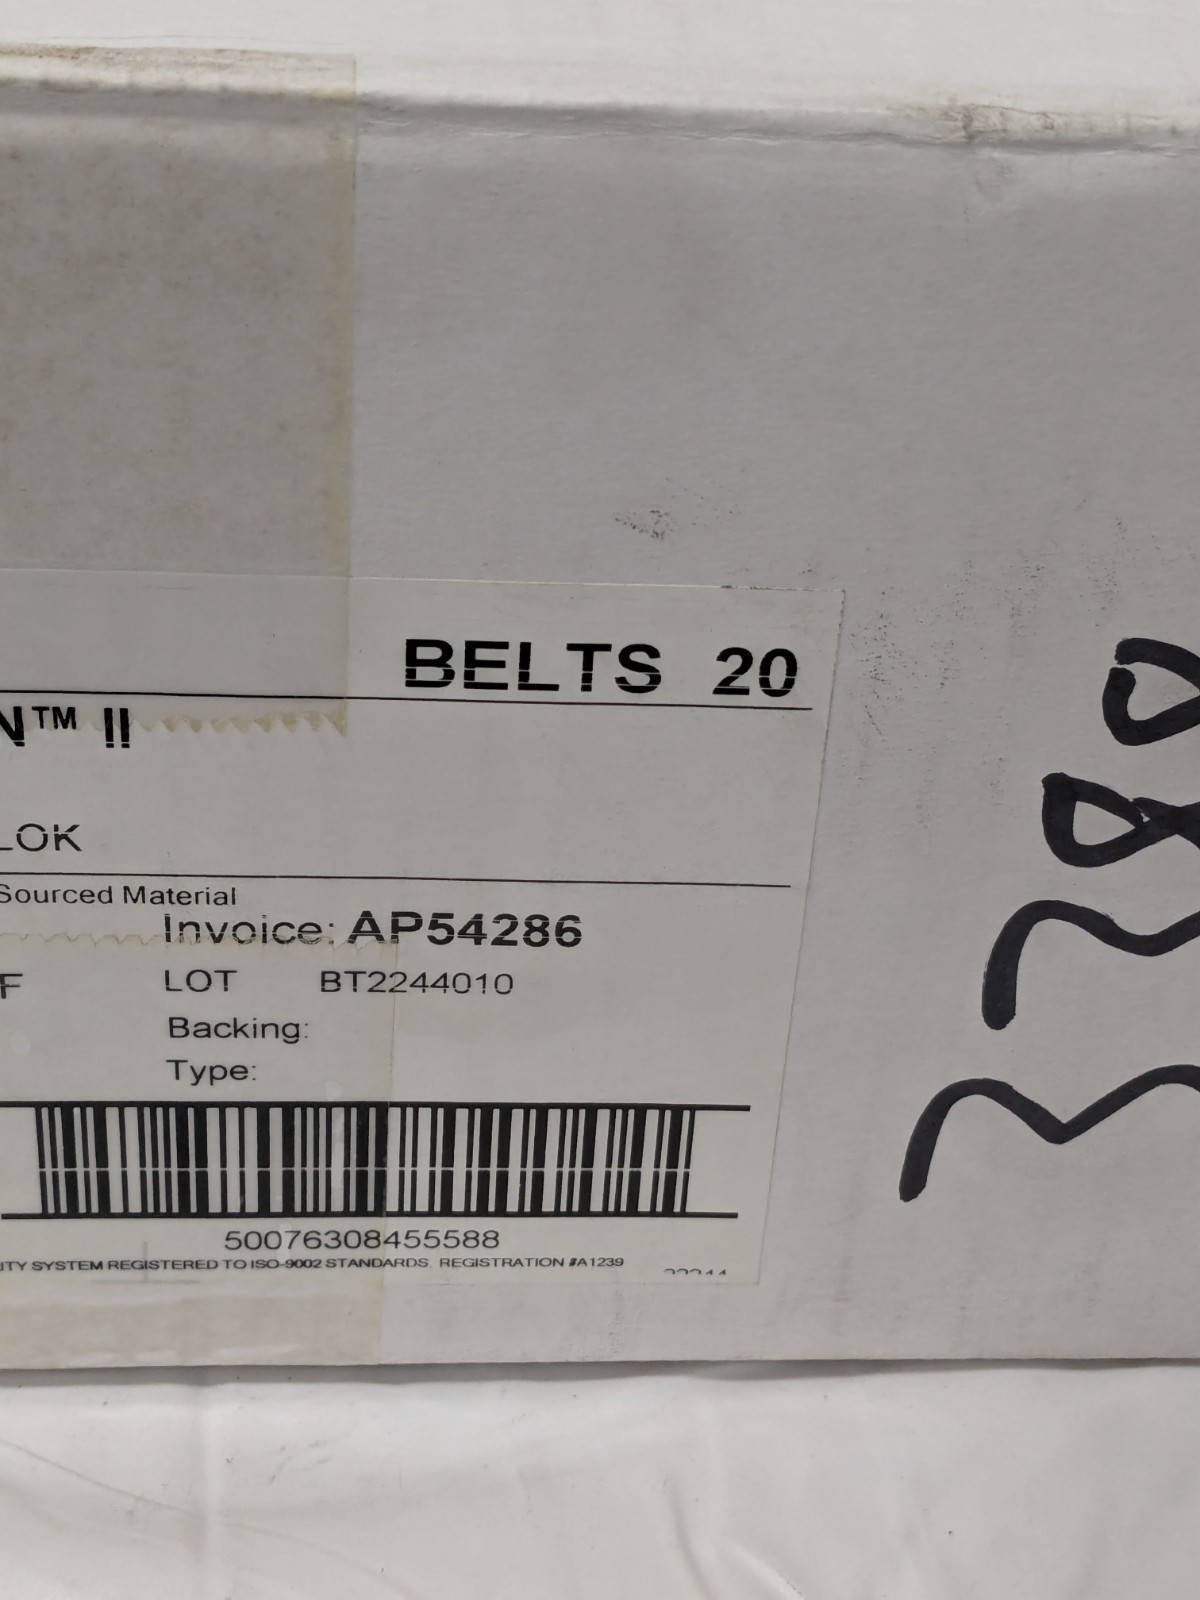 BELTS 20
N™ II
LOK
Sourced Material
Invoice: AP54286
F LOT BT2244010
Backing:
Type:
50076308455588
ITY SYSTEM REGISTERED TO ISO-9002 STANDARDS. REGISTRATION #A1239